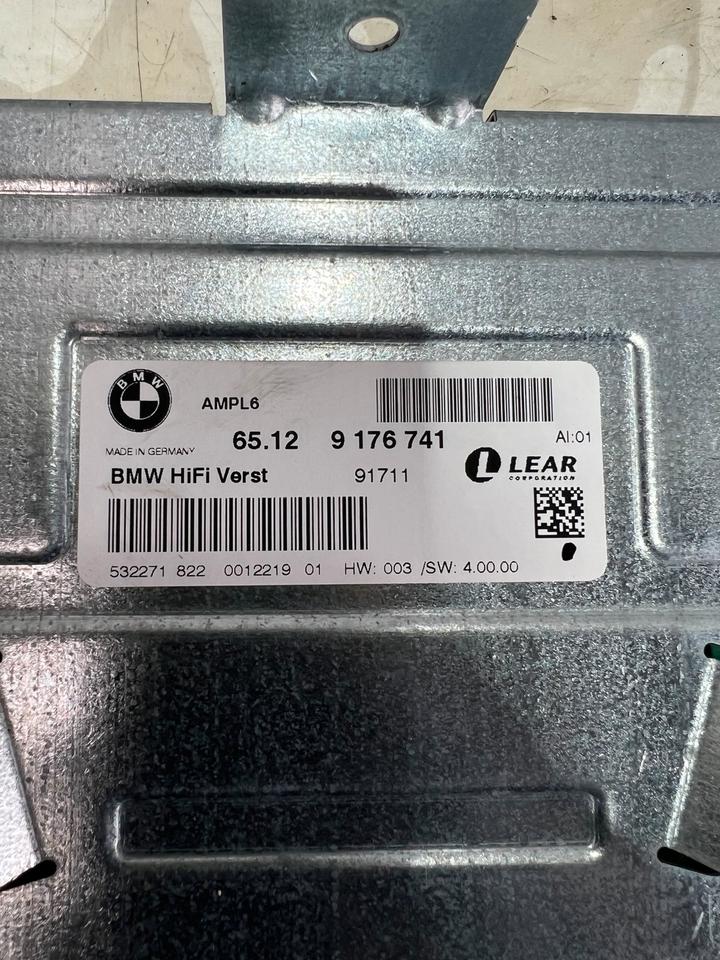 BMW
AMPL6
65.12 9 176 741 AI:01
MADE IN GERMANY
BMW HiFi Verst 91711
LEAR
CORPORATION
532271 822 0012219 01 HW: 003 /SW: 4.00.00